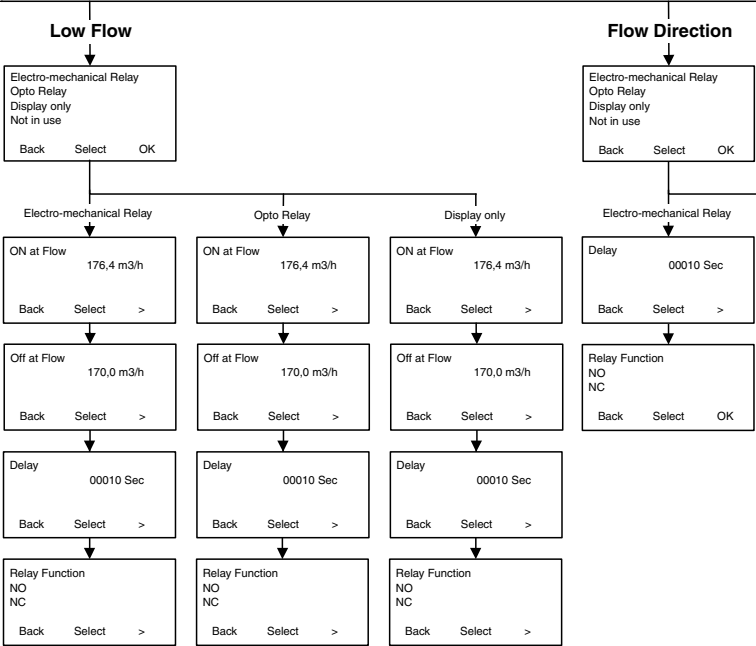 Low Flow
Electro-mechanical Relay
Opto Relay
Display only
Not in use
Back Select OK
Electro-mechanical Relay
ON at Flow
176,4 m3/h
Back Select >
Off at Flow
170,0 m3/h
Back Select >
Delay
00010 Sec
Back Select >
Relay Function
NO
NC
Back Select >
Opto Relay
ON at Flow
176,4 m3/h
Back Select >
Off at Flow
170,0 m3/h
Back Select >
Delay
00010 Sec
Back Select >
Relay Function
NO
NC
Back Select >
Display only
ON at Flow
176,4 m3/h
Back Select >
Off at Flow
170,0 m3/h
Back Select >
Delay
00010 Sec
Back Select >
Relay Function
NO
NC
Back Select >
Flow Direction
Electro-mechanical Relay
Opto Relay
Display only
Not in use
Back Select OK
Electro-mechanical Relay
Delay
00010 Sec
Back Select >
Relay Function
NO
NC
Back Select OK